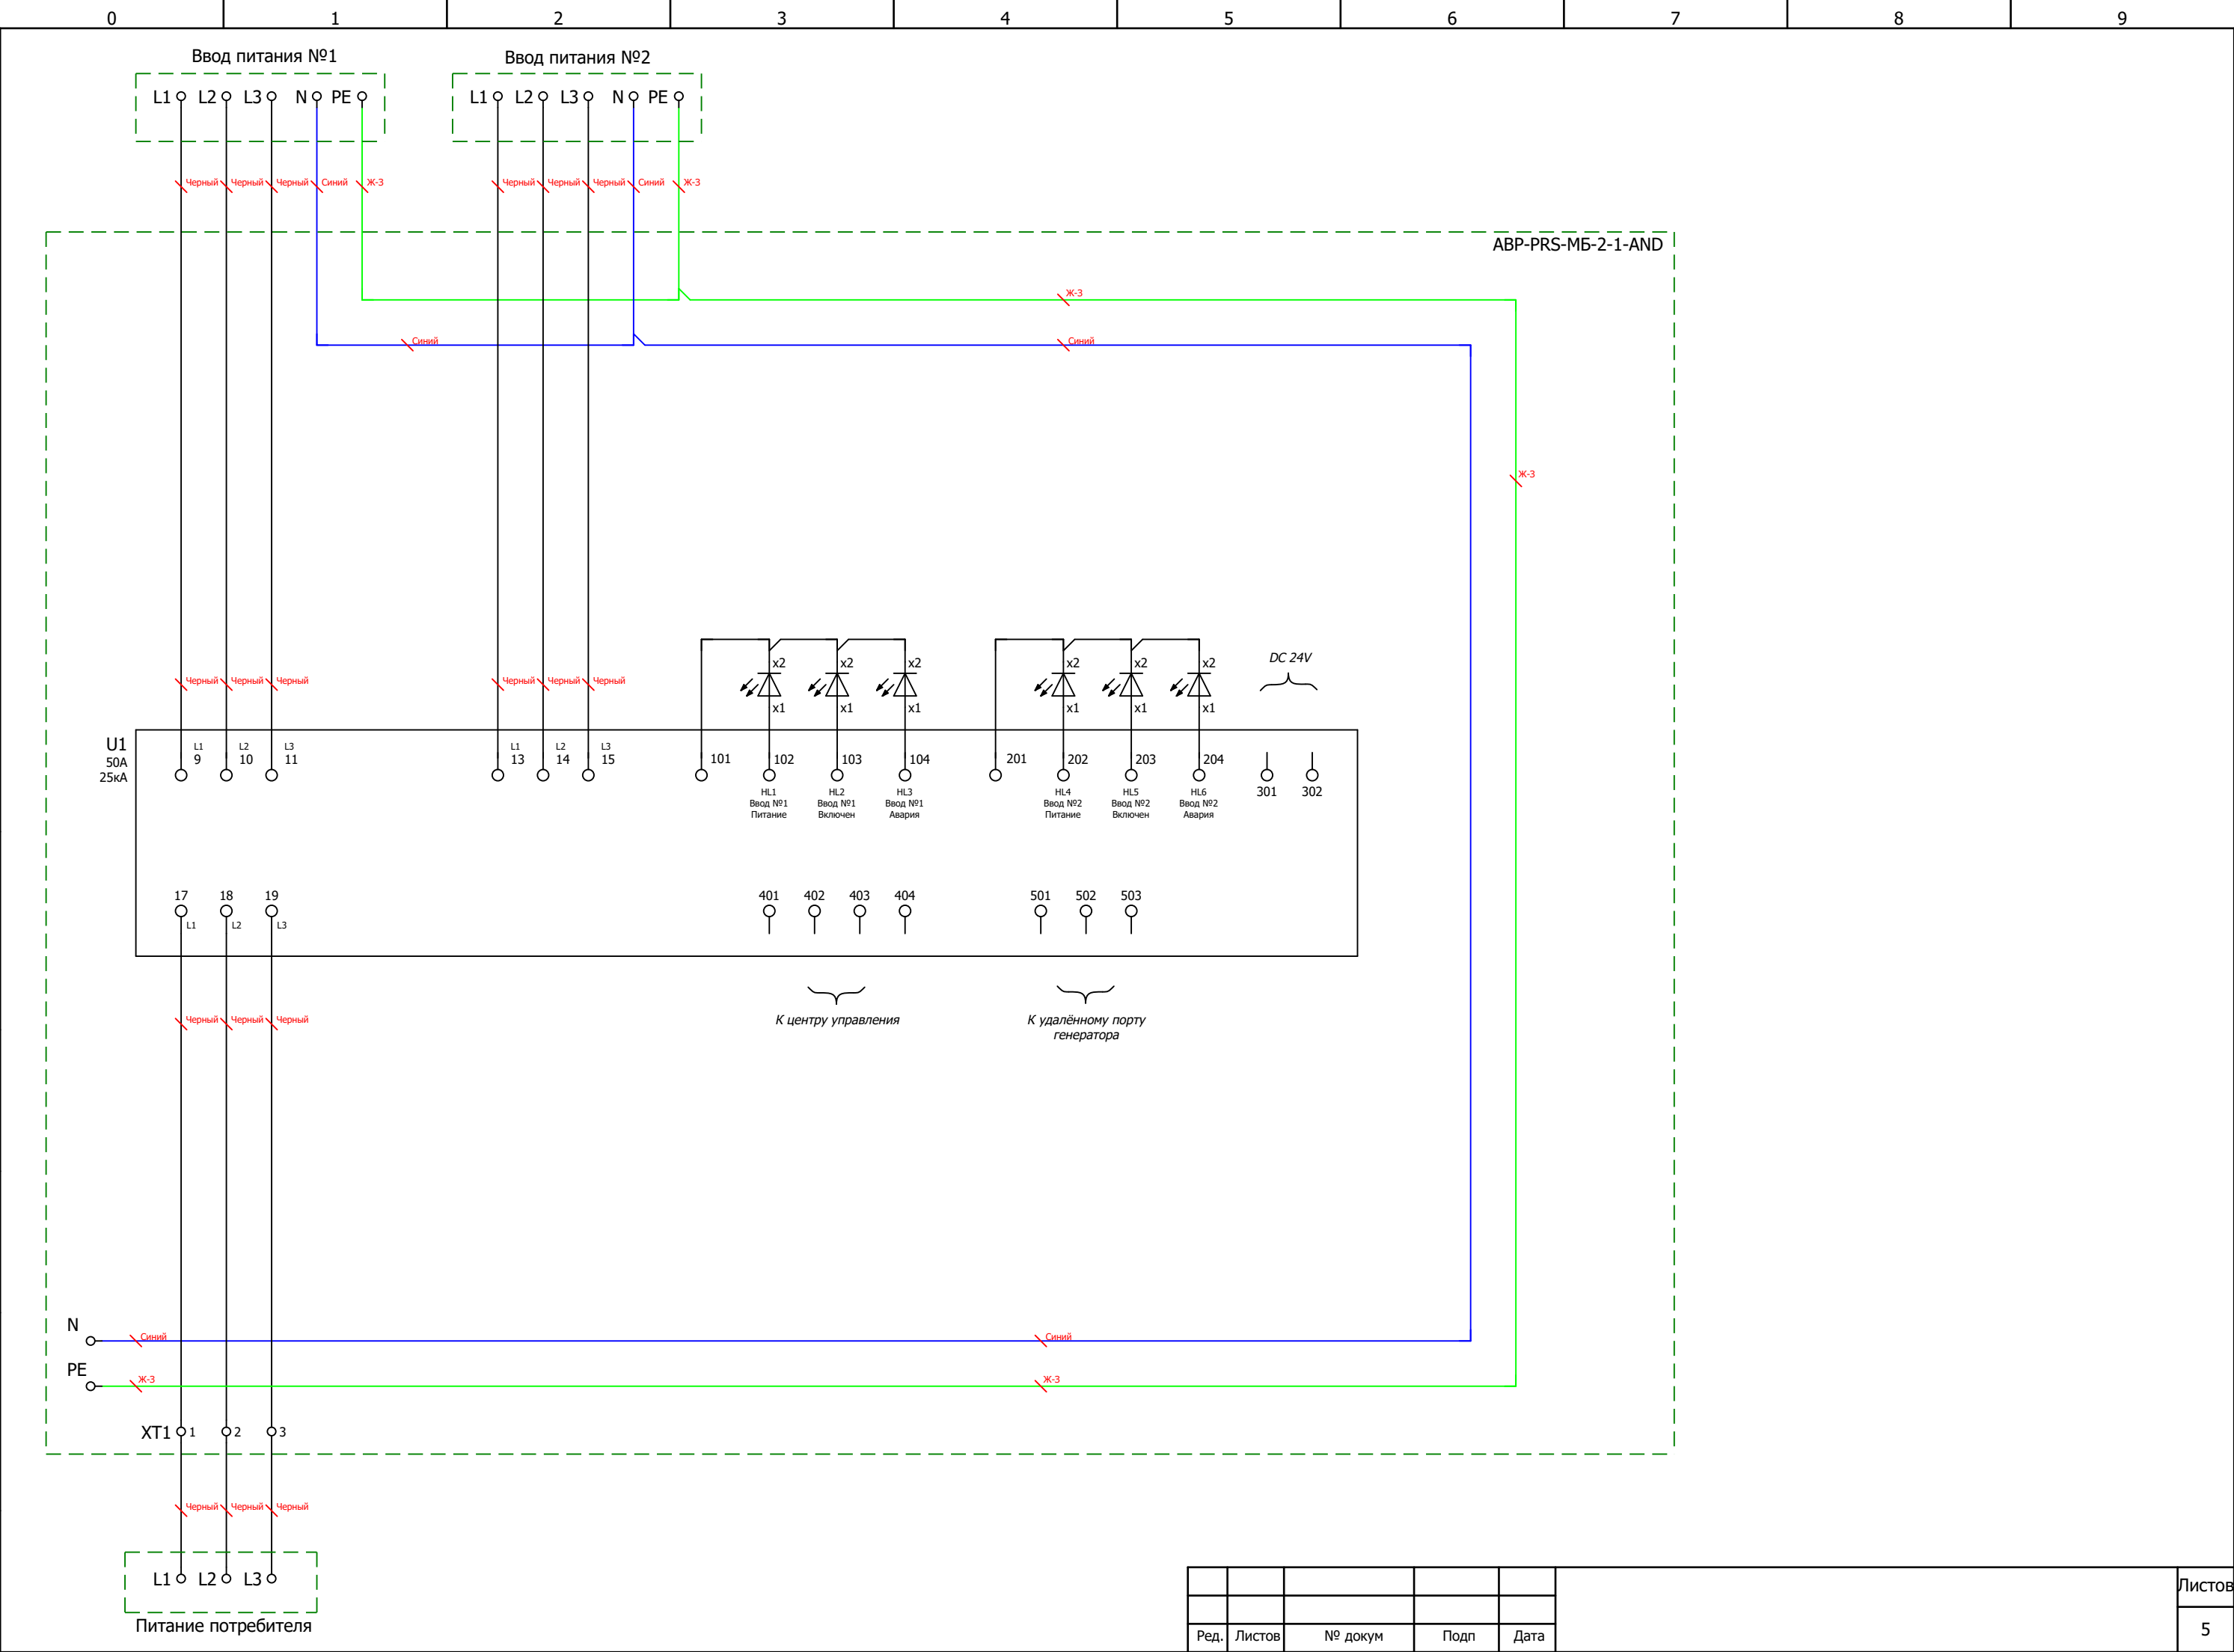 0 1 2 3 4 5 6 7 8 9
Ввод питания №1
Ввод питания №2
L1 L2 L3 N PE
L1 L2 L3 N PE
Черный Черный Черный Синий Ж-З
Черный Черный Черный Синий Ж-З
АВР-PRS-МБ-2-1-AND
Ж-З
Синий
Синий
Ж-З
x2 x2 x2
x2 x2 x2
DC 24V
Черный Черный Черный
Черный Черный Черный
x1 x1 x1
x1 x1 x1
U1
50А
25кА
L1 L2 L3
9 10 11
L1 L2 L3
13 14 15
101 102 103 104
201 202 203 204
301 302
HL1
Ввод №1
Питание
HL2
Ввод №1
Включен
HL3
Ввод №1
Авария
HL4
Ввод №2
Питание
HL5
Ввод №2
Включен
HL6
Ввод №2
Авария
17 18 19
L1 L2 L3
401 402 403 404
501 502 503
Черный Черный Черный
К центру управления
К удалённому порту
генератора
N
Синий
Синий
PE
Ж-З
Ж-З
XT1 1 2 3
Черный Черный Черный
L1 L2 L3
Питание потребителя
Ред. Листов № докум Подп Дата
Листов
5